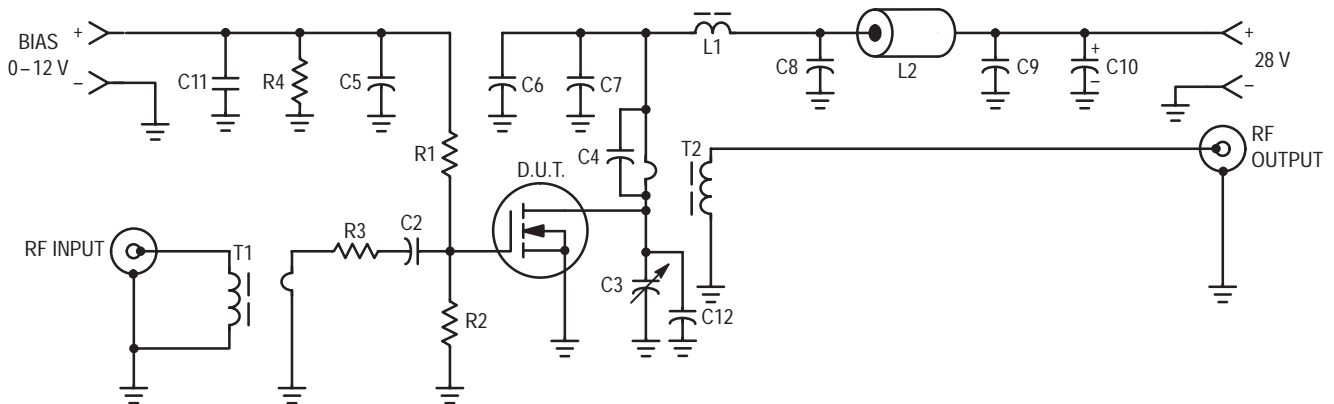 +
BIAS
0–12 V
–
C11
R4
C5
C6
C7
L1
C8
L2
C9
+
C10
–
+
28 V
–
R1
C4
T2
RF
OUTPUT
D.U.T.
RF INPUT
T1
R3
C2
C3
C12
R2